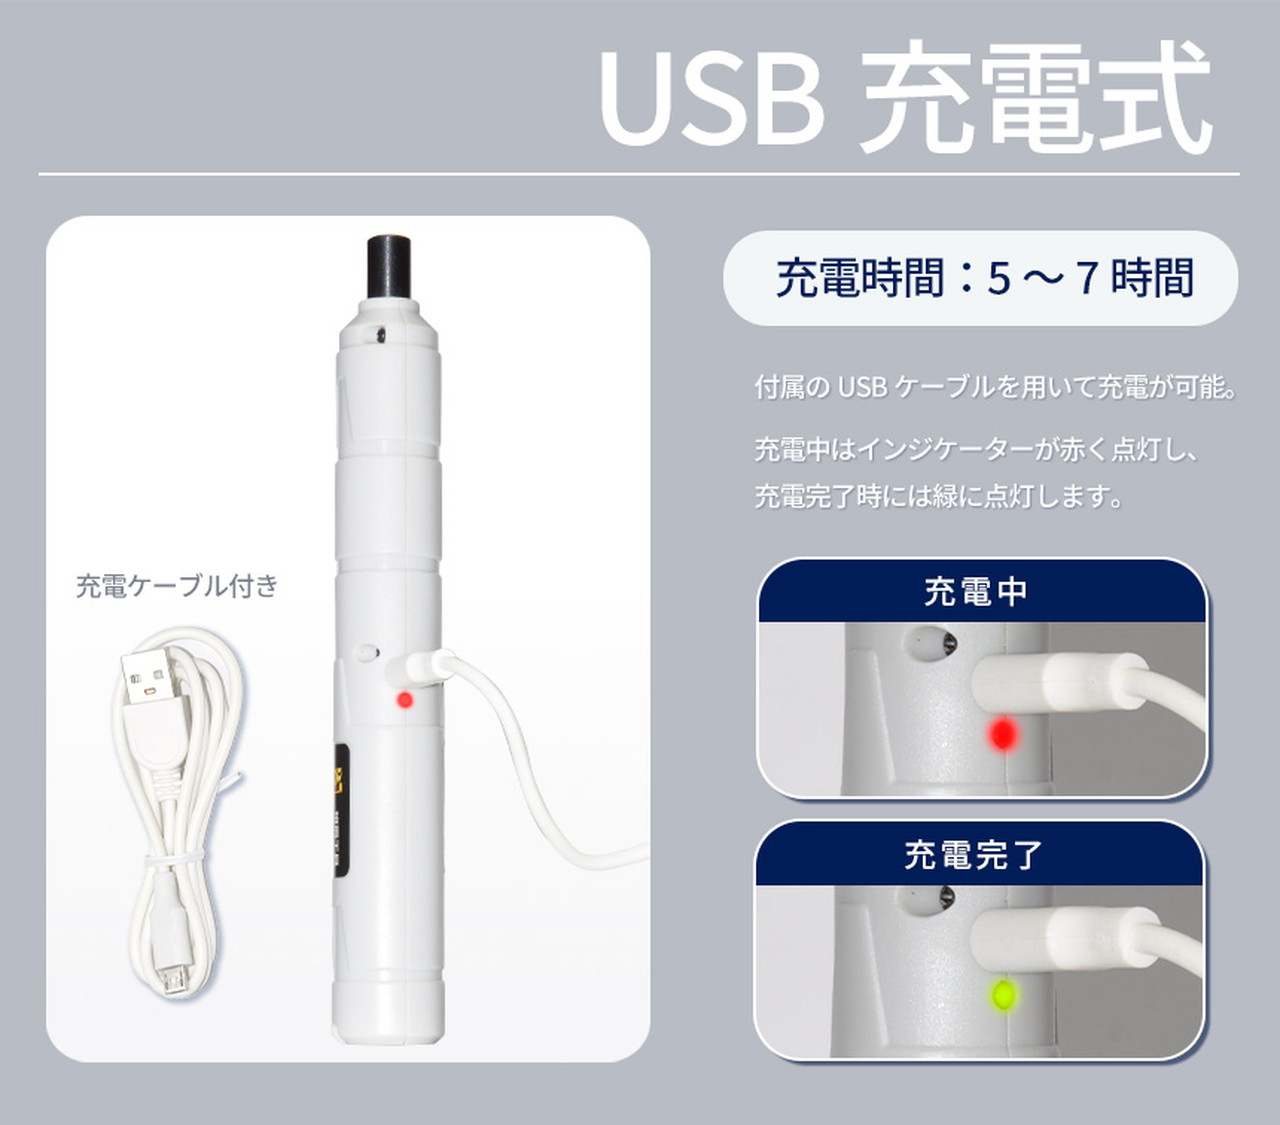 USB 充電式
充電時間：5 〜 7 時間
付属の USB ケーブルを用いて充電が可能。
充電中はインジケーターが赤く点灯し、
充電完了時には緑に点灯します。
充電ケーブル付き
充電中
充電完了